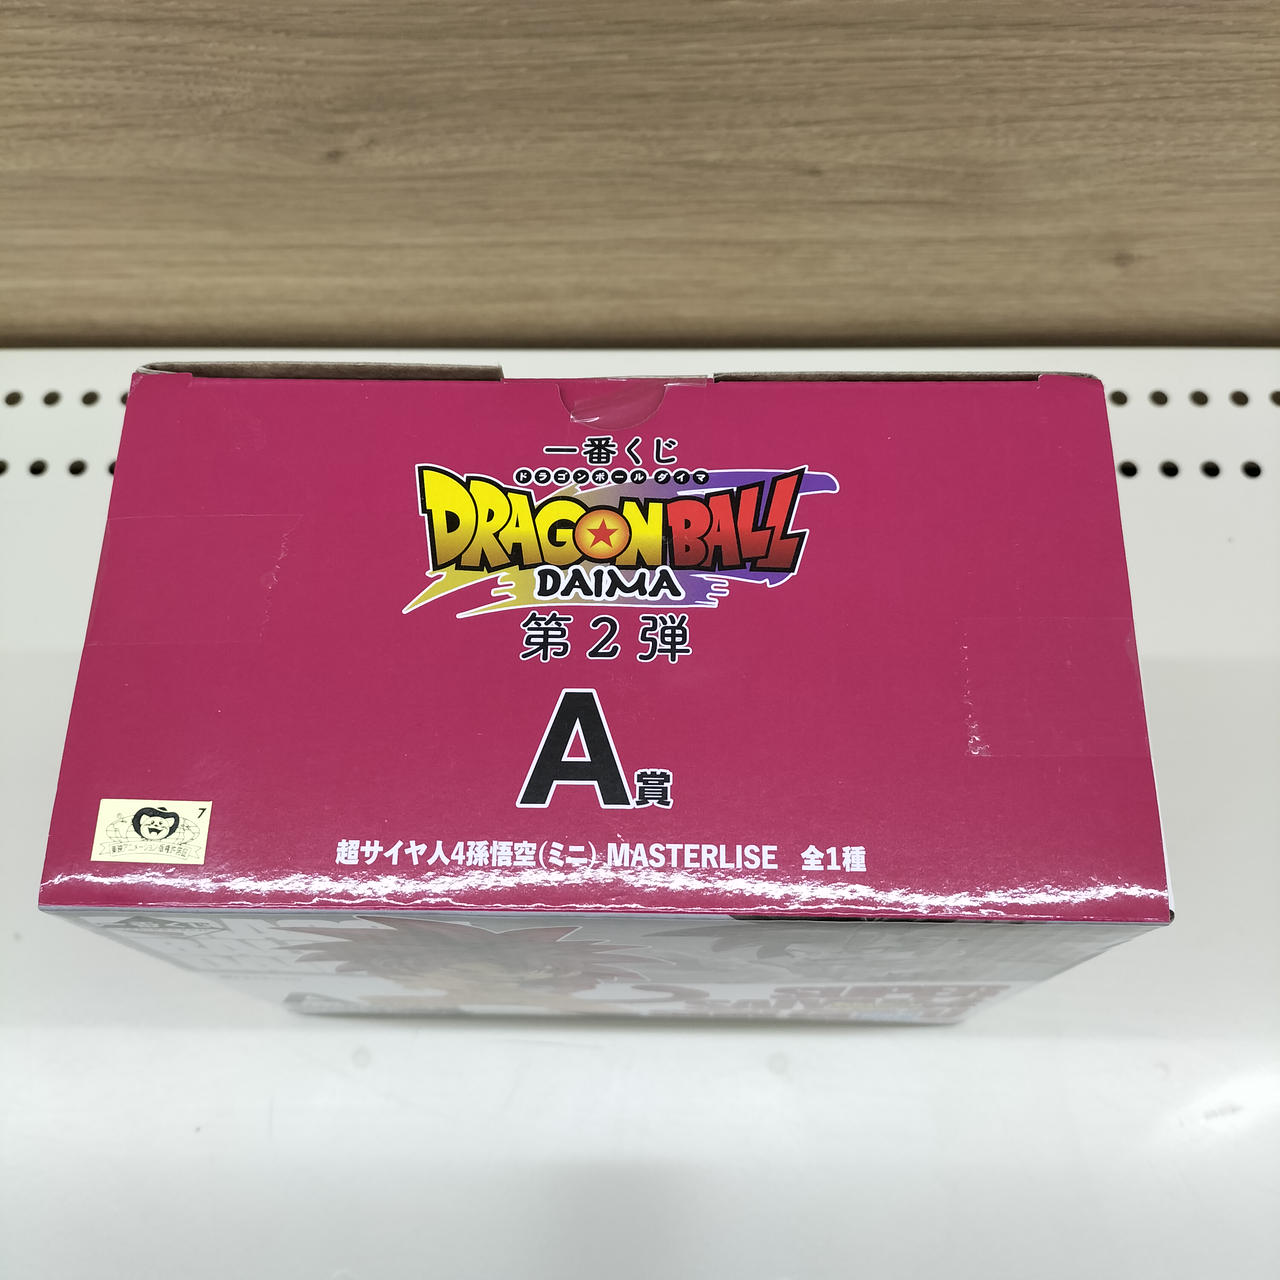 一番くじ
ドラゴンボール ダイマ
DRAGON BALL
DAIMA
第2弾
A賞
7
超サイヤ人4孫悟空(ミニ) MASTERLISE 全1種